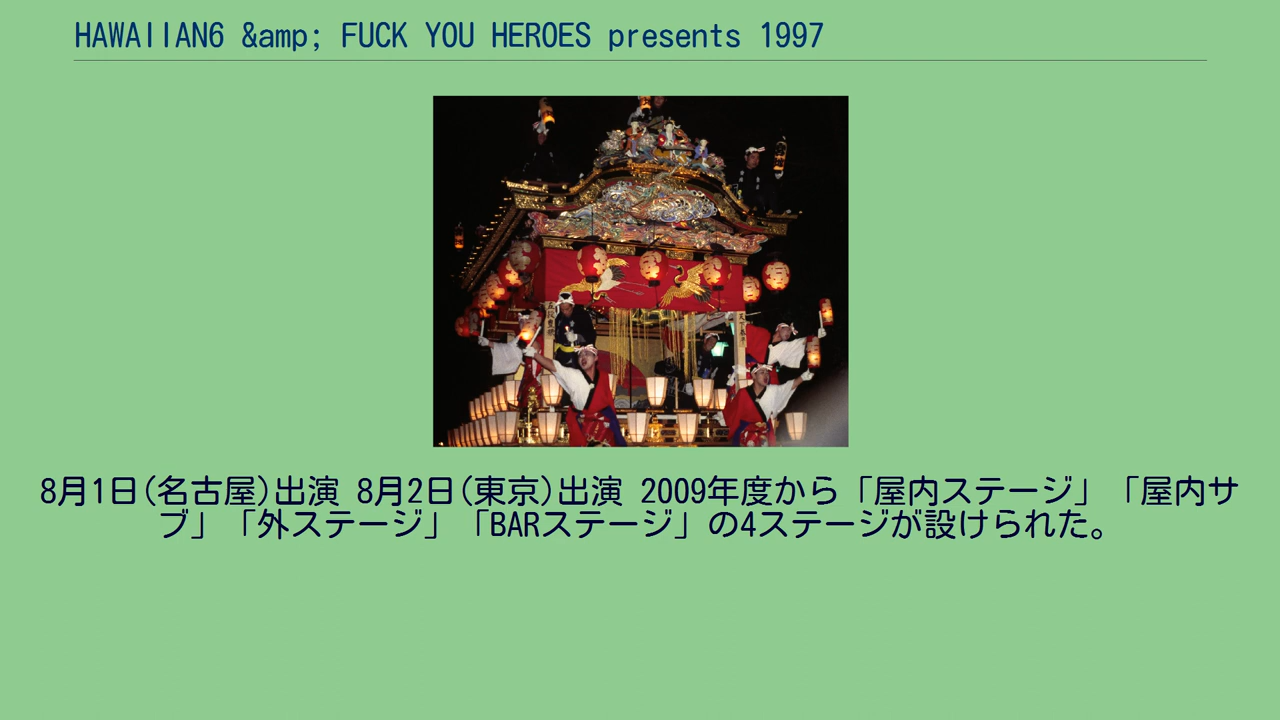 HAWAIIAN6 &amp; FUCK YOU HEROES presents 1997
8月1日(名古屋)出演 8月2日(東京)出演 2009年度から「屋内ステージ」「屋内サ
ブ」「外ステージ」「BARステージ」の4ステージが設けられた。